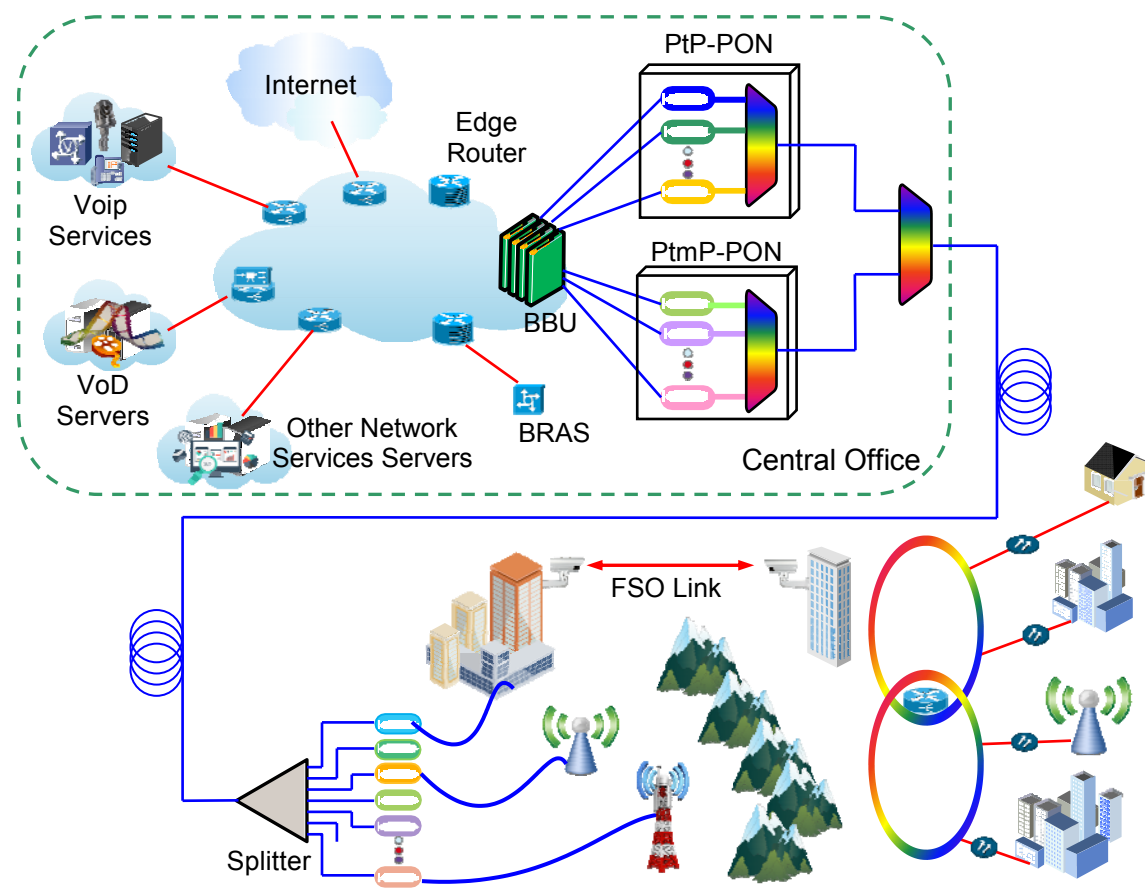 PtP-PON
Internet
Edge
Router
Voip
Services
PtmP-PON
BBU
VoD
Servers
BRAS
Other Network
Services Servers
Central Office
FSO Link
Splitter